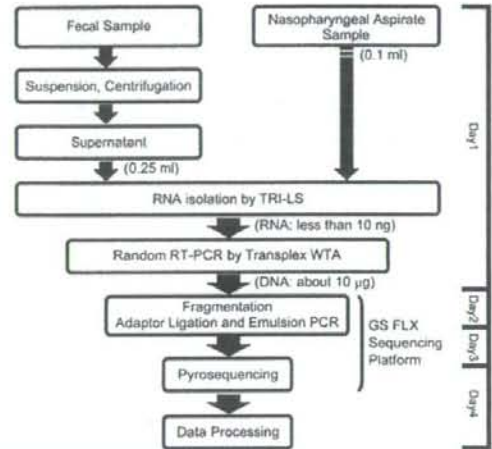 Fecal Sample
Nasopharyngeal Aspirate
Sample
(0.1 ml)
Suspension, Centrifugation
Supernatant
(0.25 ml)
RNA isolation by TRI-LS
(RNA: less than 10 ng)
Random RT-PCR by Transplex WTA
(DNA: about 10 μg)
Fragmentation
Adaptor Ligation and Emulsion PCR
Pyrosequencing
Data Processing
GS FLX
Sequencing
Platform
Day1
Day2
Day3
Day4